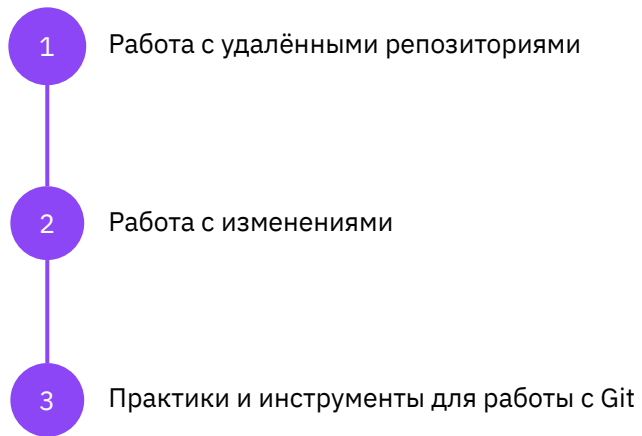 1 Работа с удалёнными репозиториями
2 Работа с изменениями
3 Практики и инструменты для работы с Git